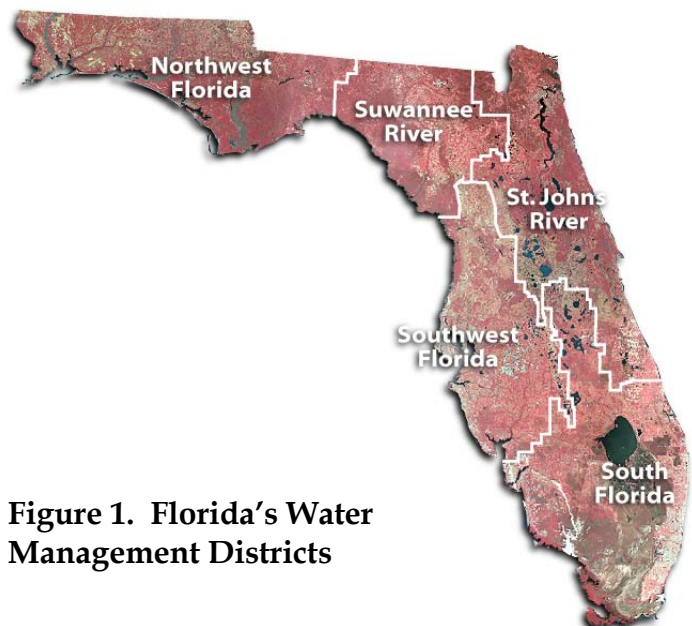 Northwest
Florida
Suwannee
River
St. Johns
River
Southwest
Florida
South
Florida
Figure 1. Florida's Water
Management Districts